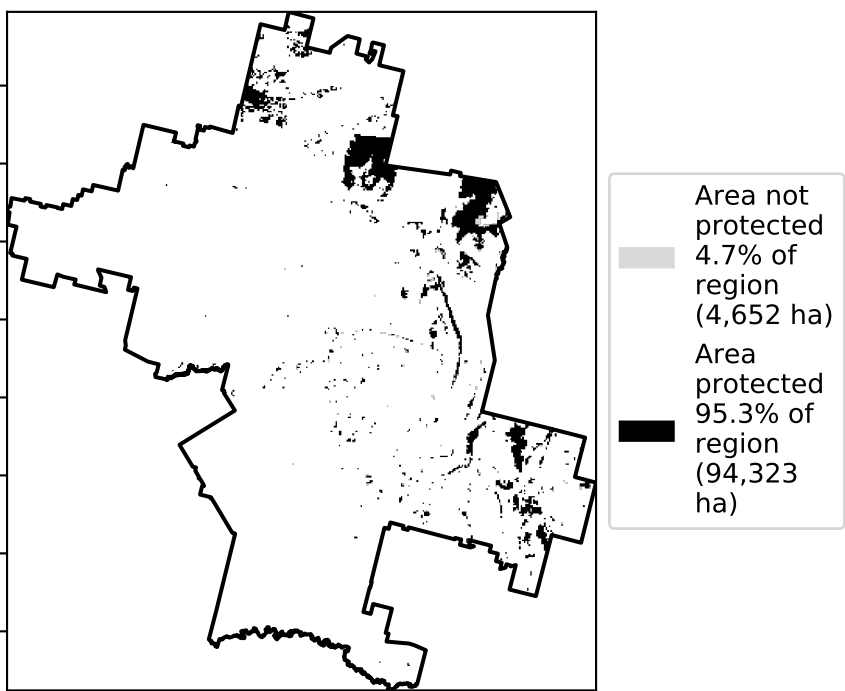 Area not
protected
4.7% of
region
(4,652 ha)
Area
protected
95.3% of
region
(94,323
ha)